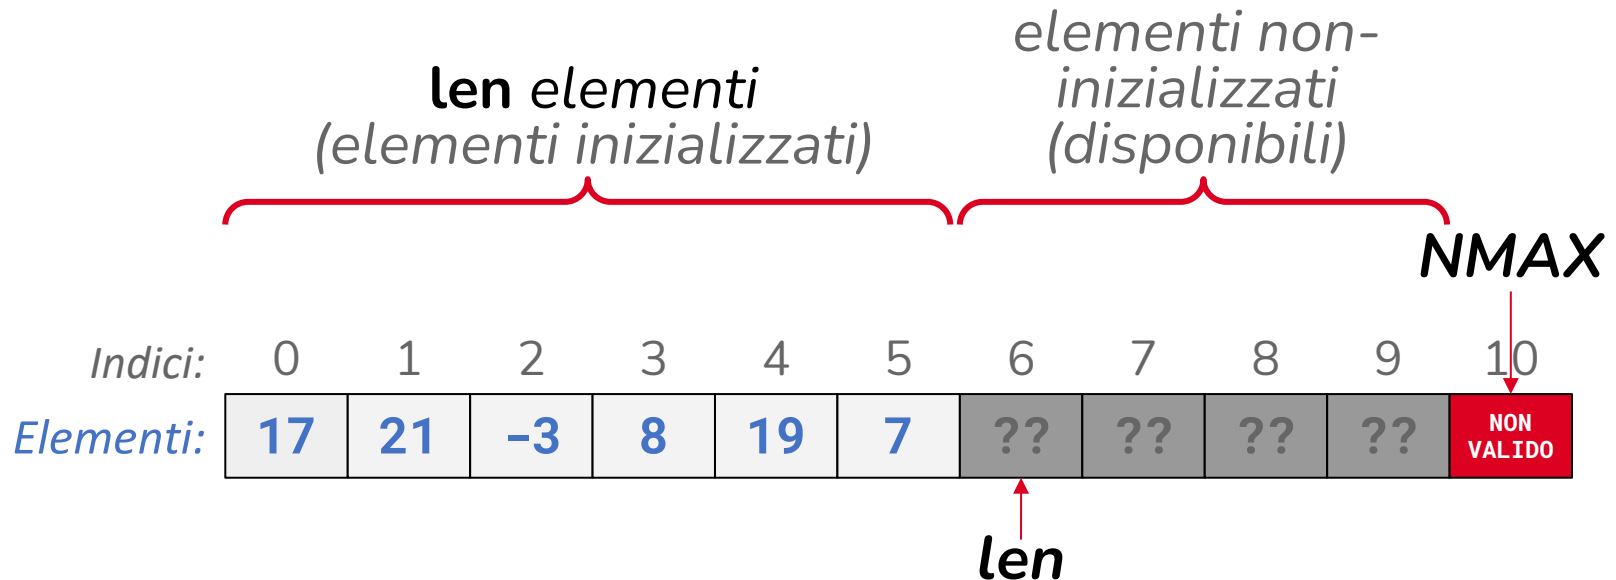 elementi non-
inizializzati
(disponibili)
len elementi
(elementi inizializzati)
NMAX
Indici: 0 1 2 3 4 5 6 7 8 9 10
Elementi: 17 21 -3 8 19 7 ?? ?? ?? ?? NON
VALIDO
len